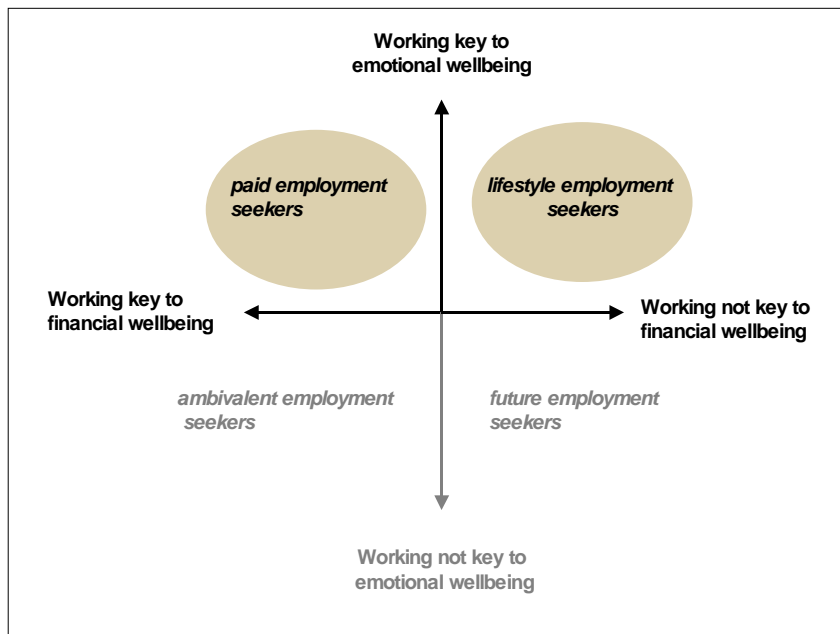 Working key to
emotional wellbeing
paid employment
seekers
lifestyle employment
seekers
Working key to
financial wellbeing
Working not key to
financial wellbeing
ambivalent employment
seekers
future employment
seekers
Working not key to
emotional wellbeing